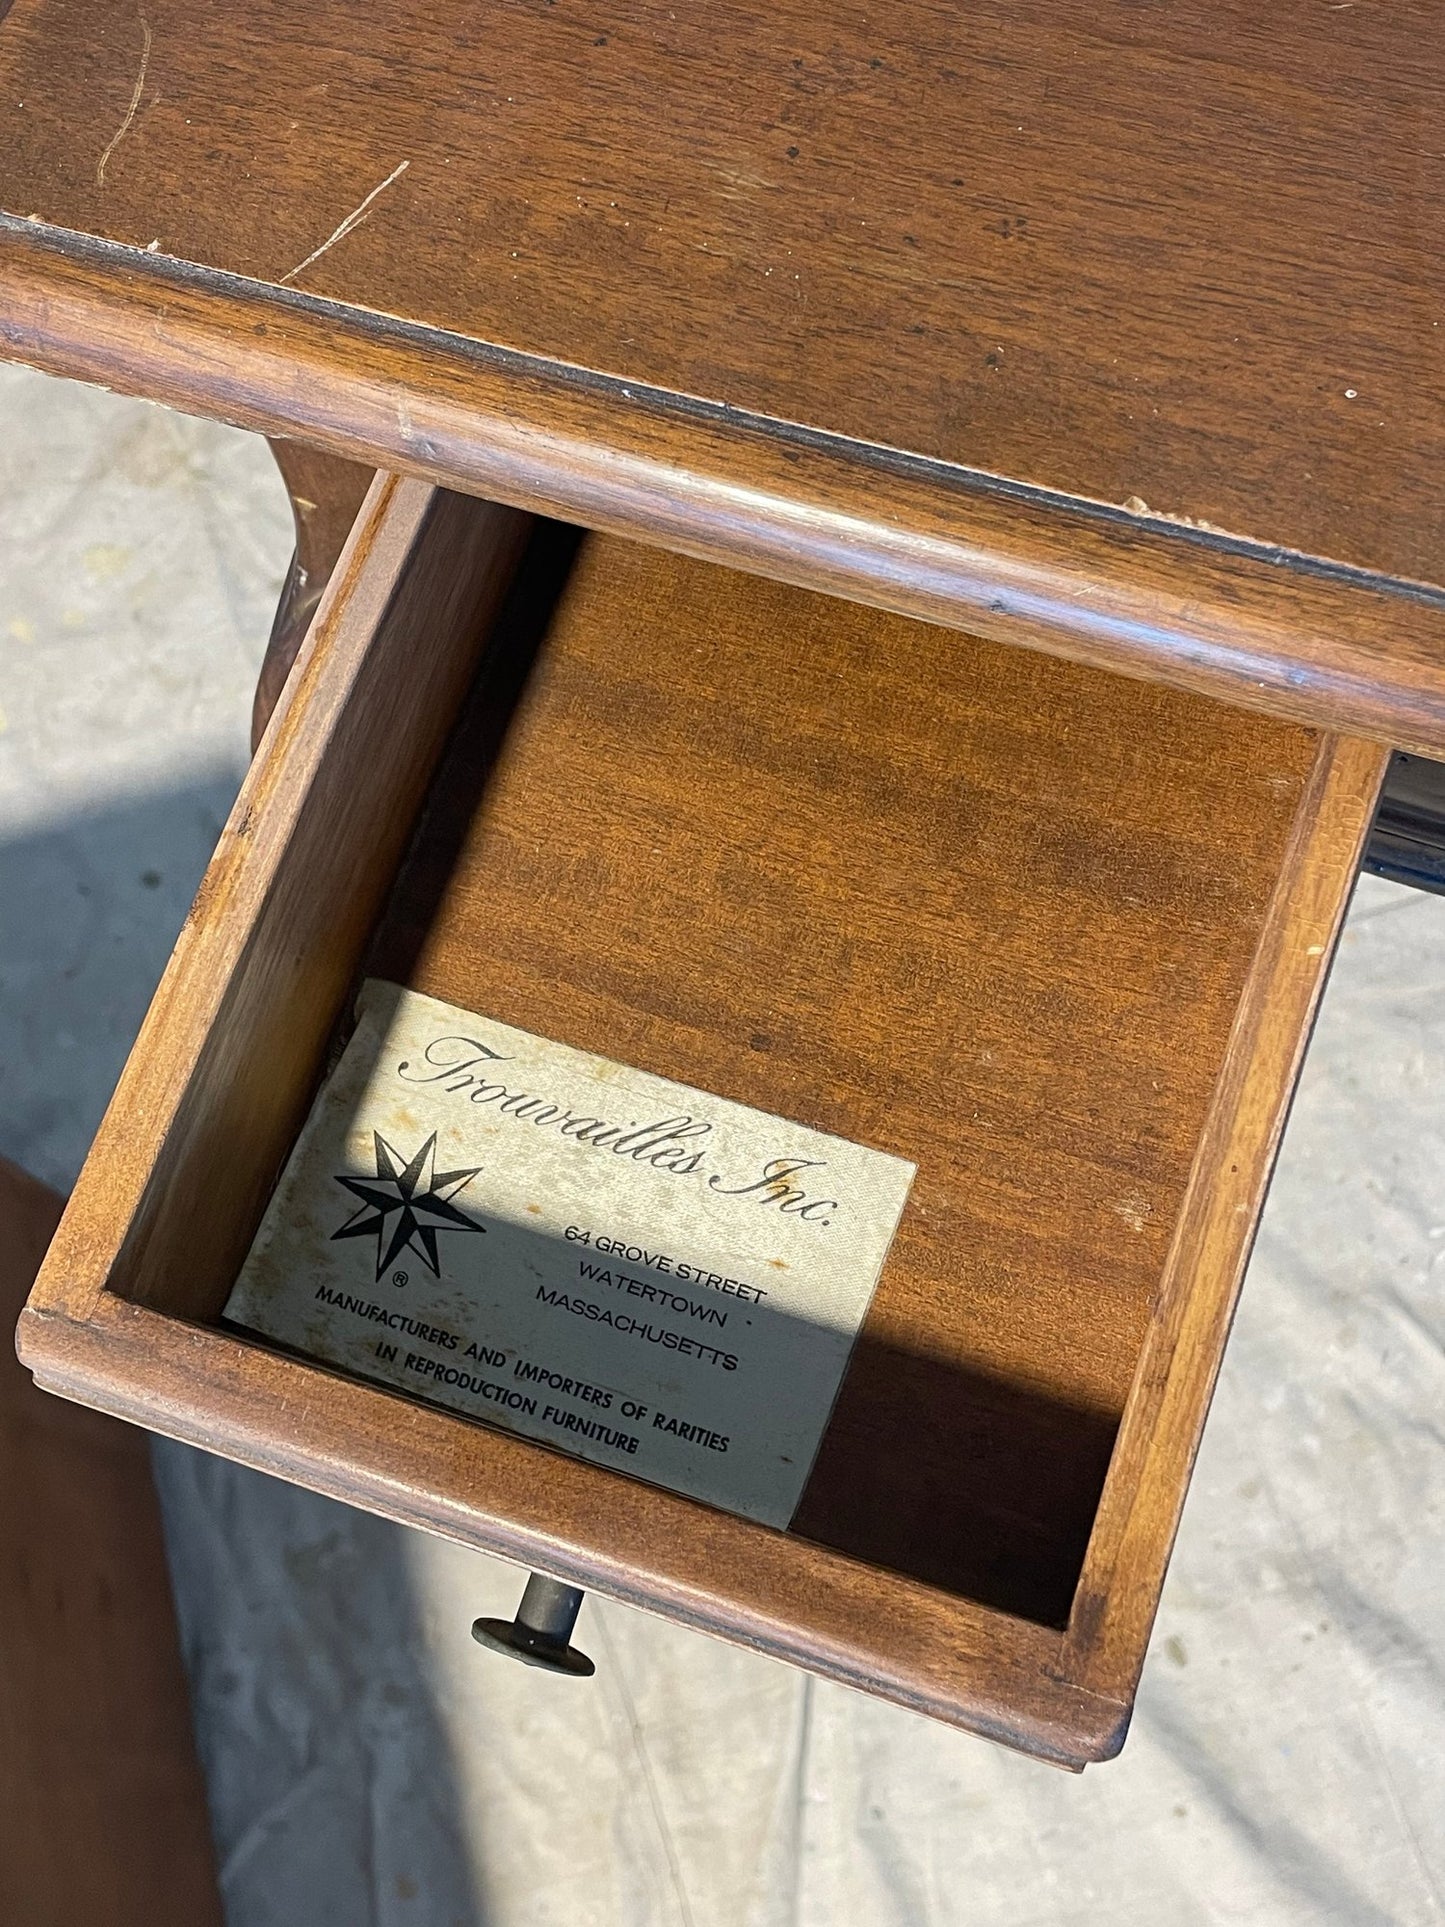 Trouvailles Inc.
64 GROVE STREET
WATERTOWN
MASSACHUSETTS
®
MANUFACTURERS AND IMPORTERS OF RARITIES
IN REPRODUCTION FURNITURE